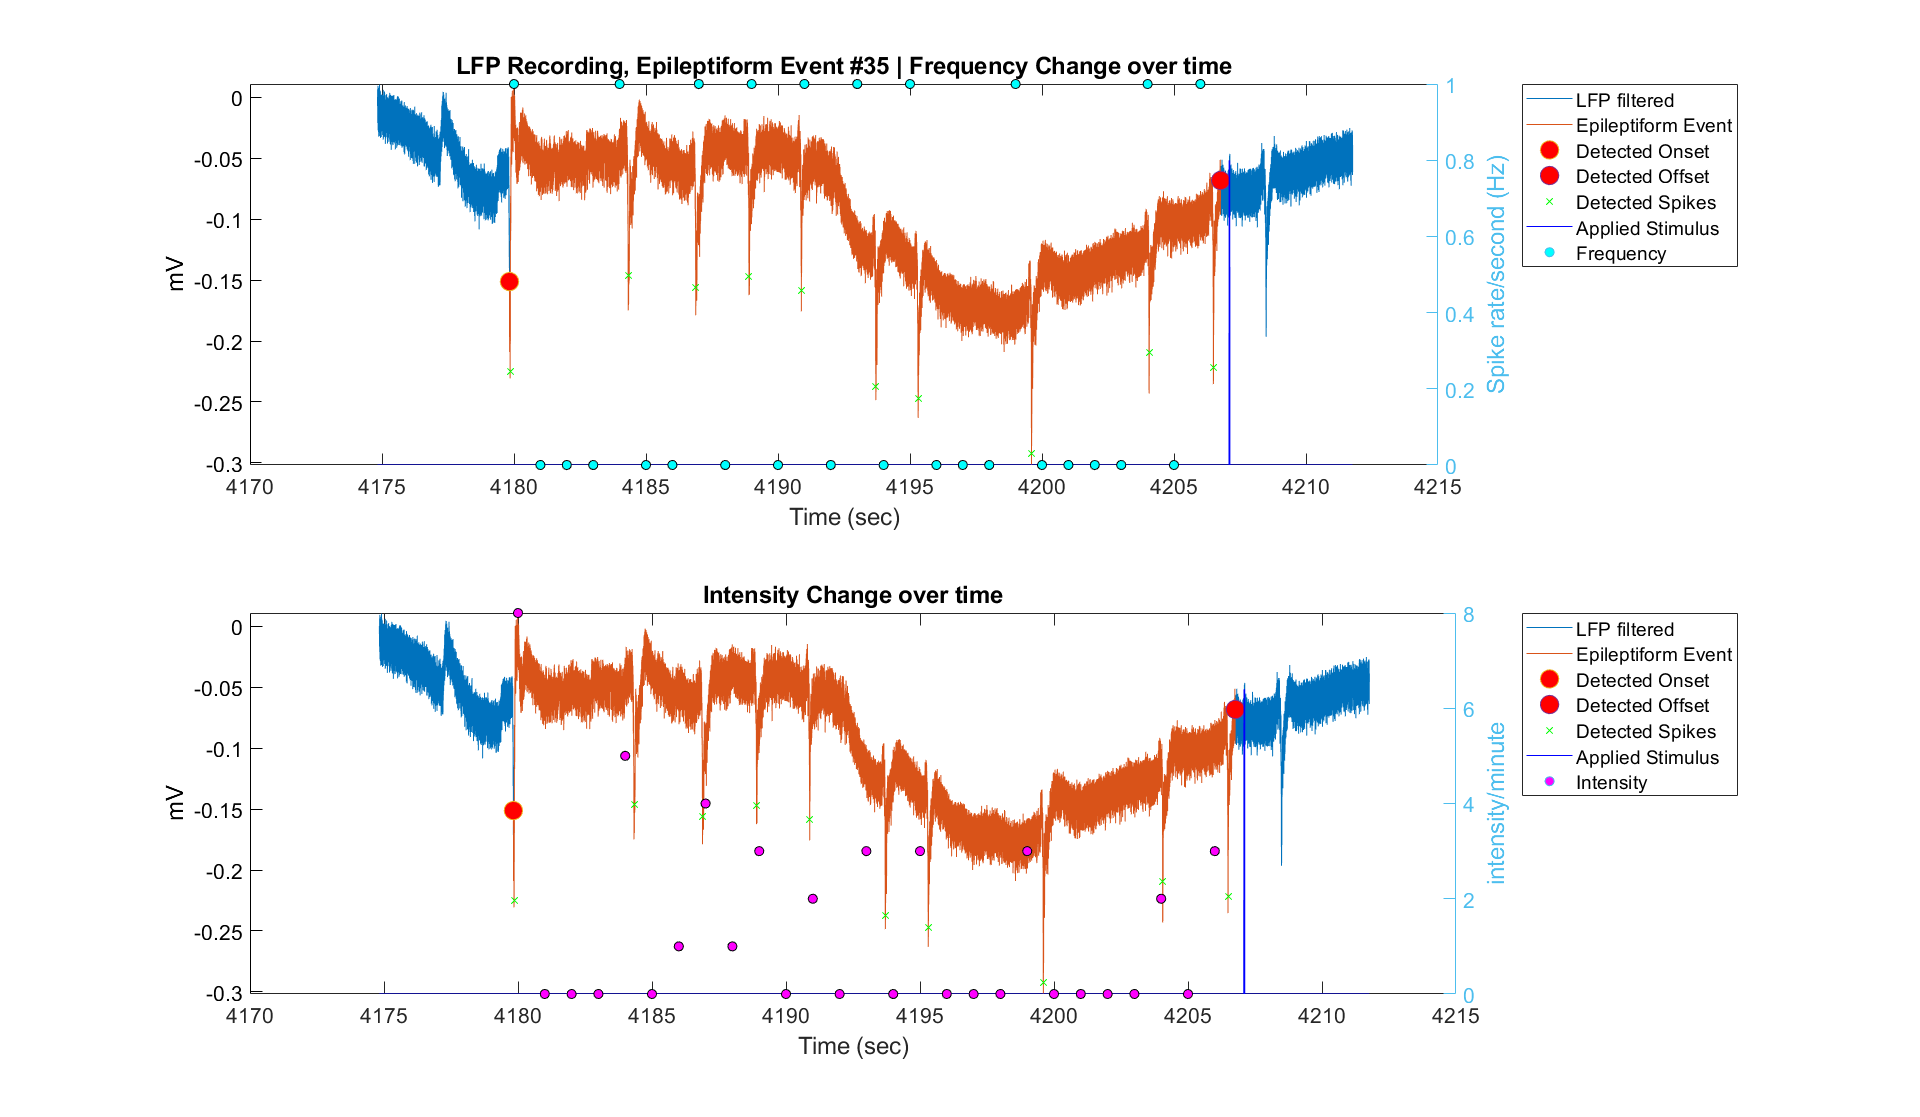 LFP Recording, Epileptiform Event #35 | Frequency Change over time
0
-0.05
-0.1
-0.15
-0.2
-0.25
-0.3
mV
4170 4175 4180 4185 4190 4195 4200 4205 4210 4215
Time (sec)
1
0.8
0.6
0.4
0.2
0
Spike rate/second (Hz)
LFP filtered
Epileptiform Event
Detected Onset
Detected Offset
Detected Spikes
Applied Stimulus
Frequency
Intensity Change over time
0
-0.05
-0.1
-0.15
-0.2
-0.25
-0.3
mV
4170 4175 4180 4185 4190 4195 4200 4205 4210 4215
Time (sec)
8
6
4
2
0
intensity/minute
LFP filtered
Epileptiform Event
Detected Onset
Detected Offset
Detected Spikes
Applied Stimulus
Intensity